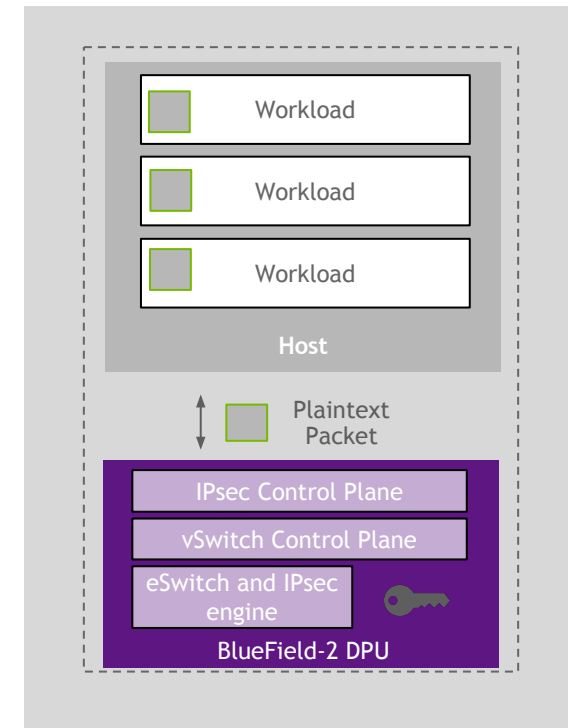 Workload
Workload
Workload
Host
Plaintext
Packet
IPsec Control Plane
vSwitch Control Plane
eSwitch and IPsec
engine
BlueField-2 DPU